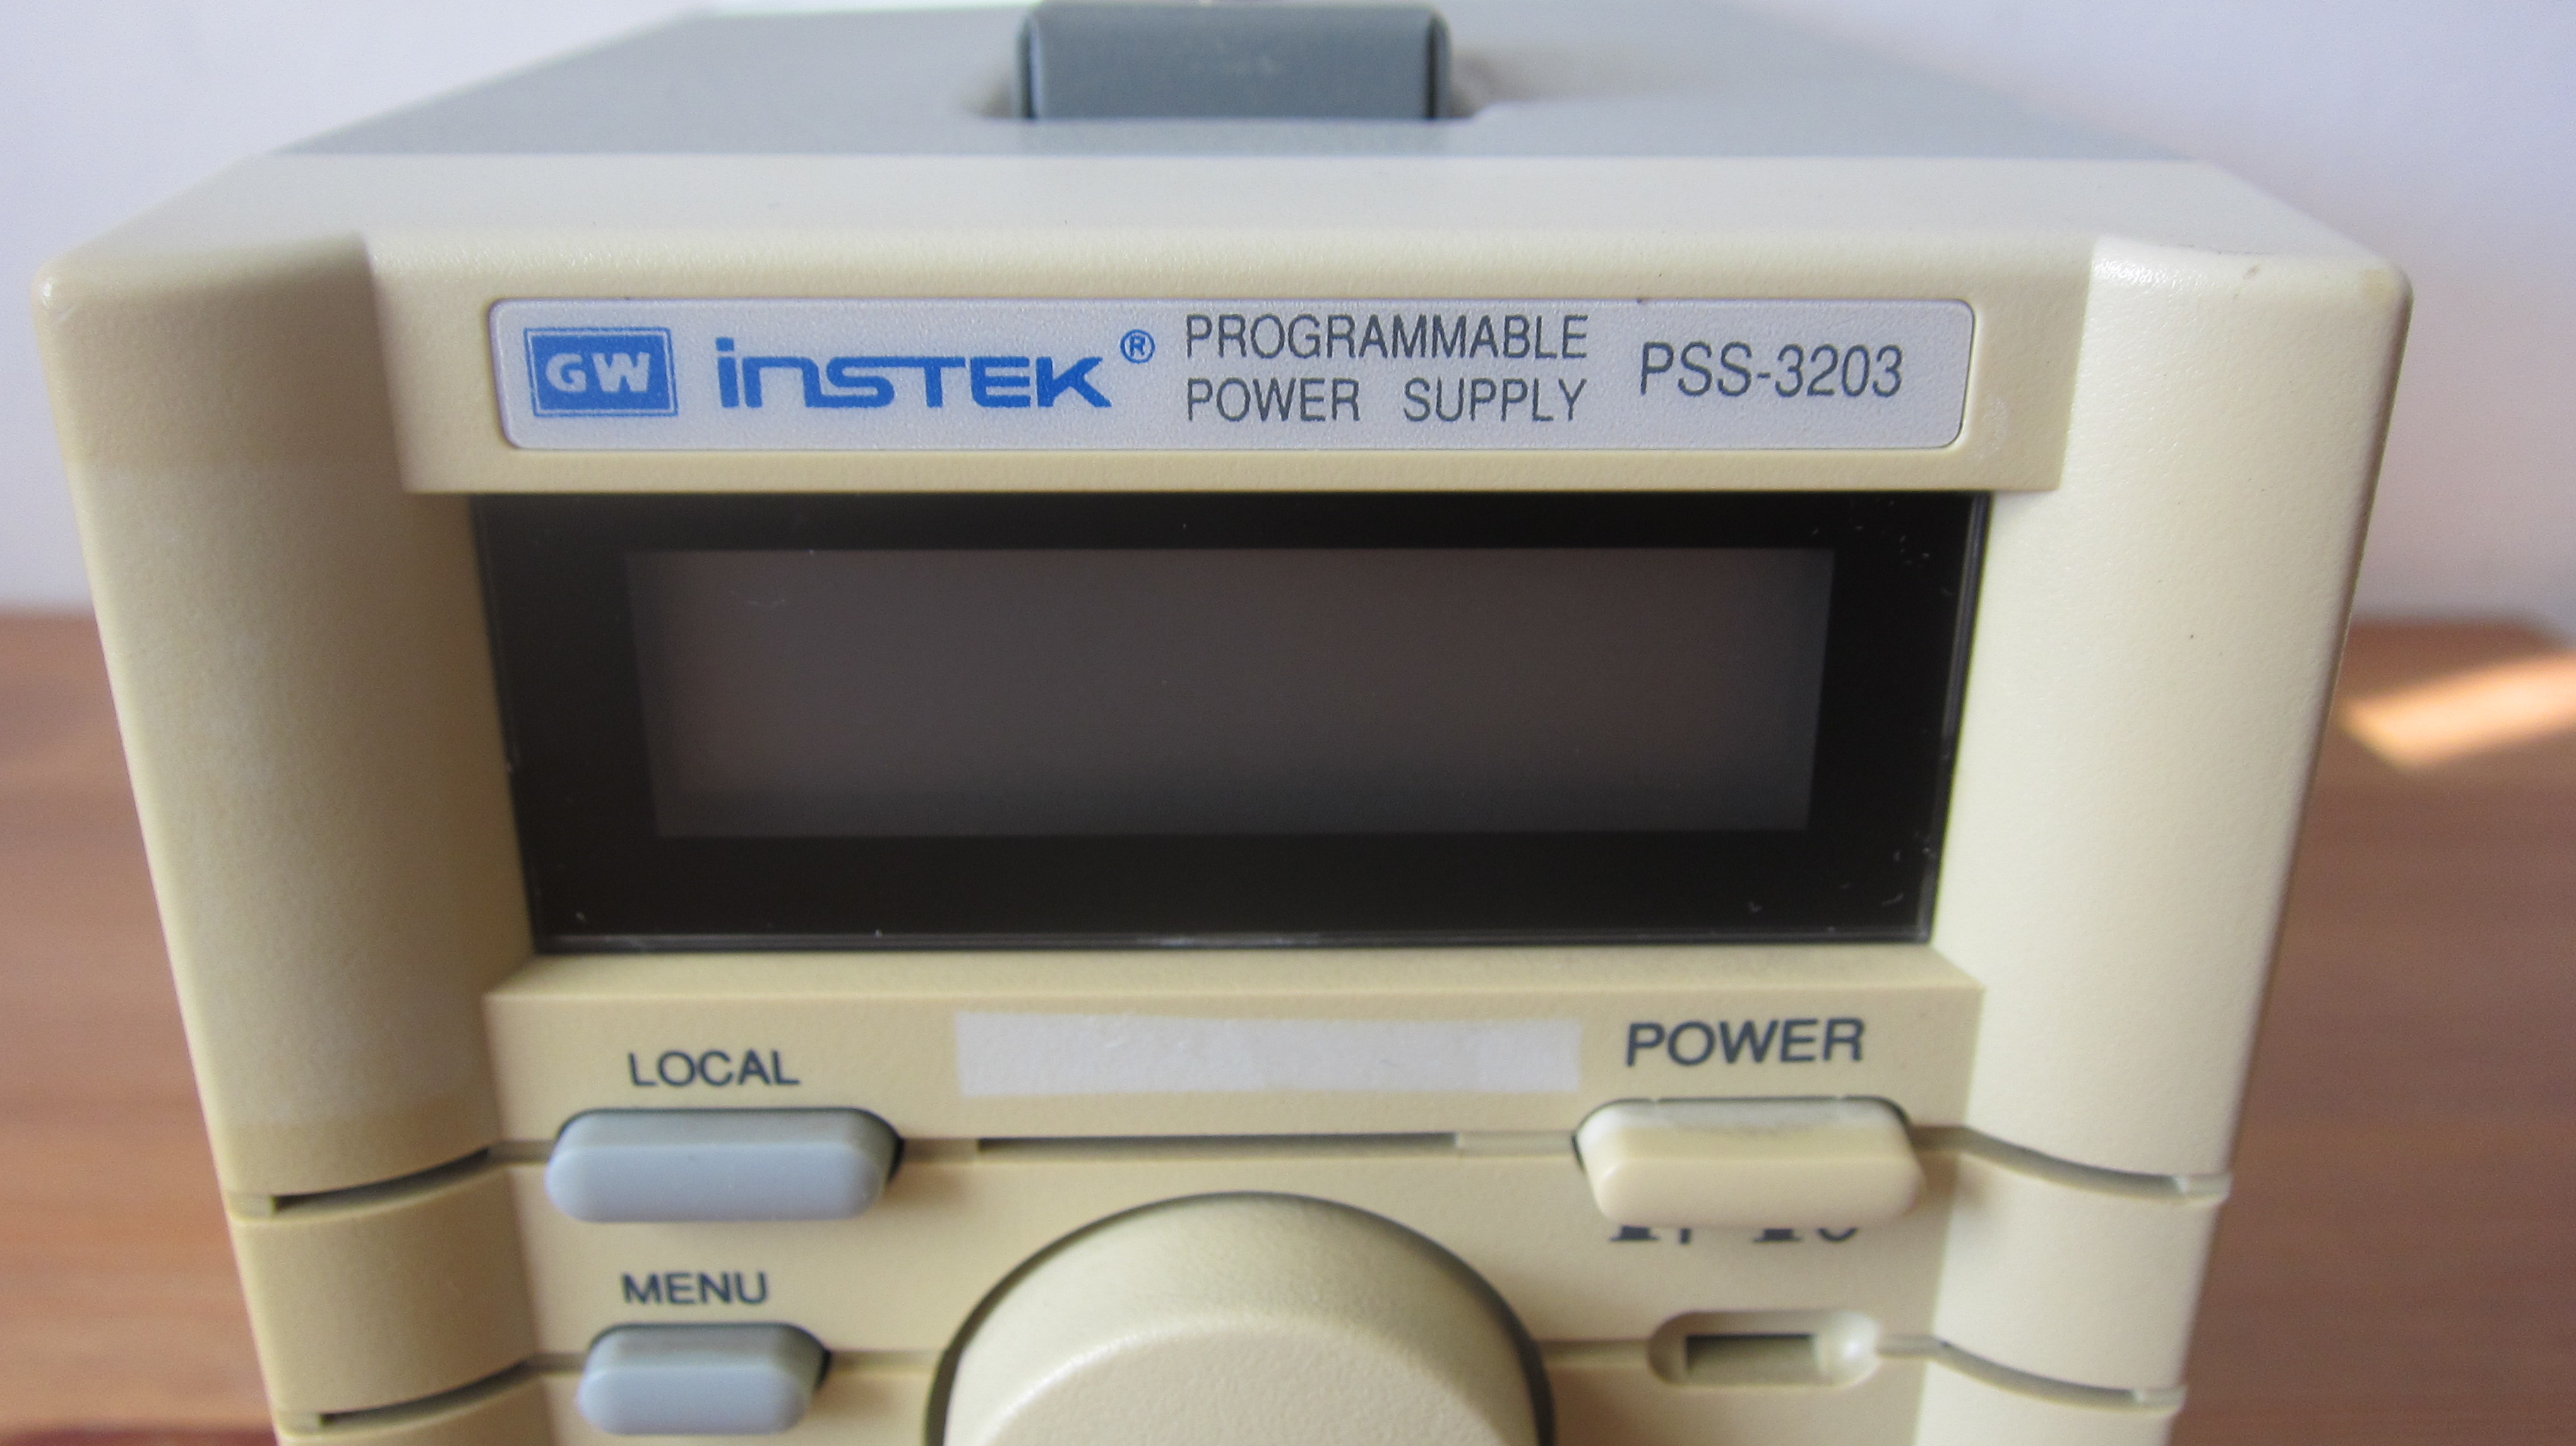 GW INSTEK® PROGRAMMABLE POWER SUPPLY PSS-3203
LOCAL
POWER
MENU